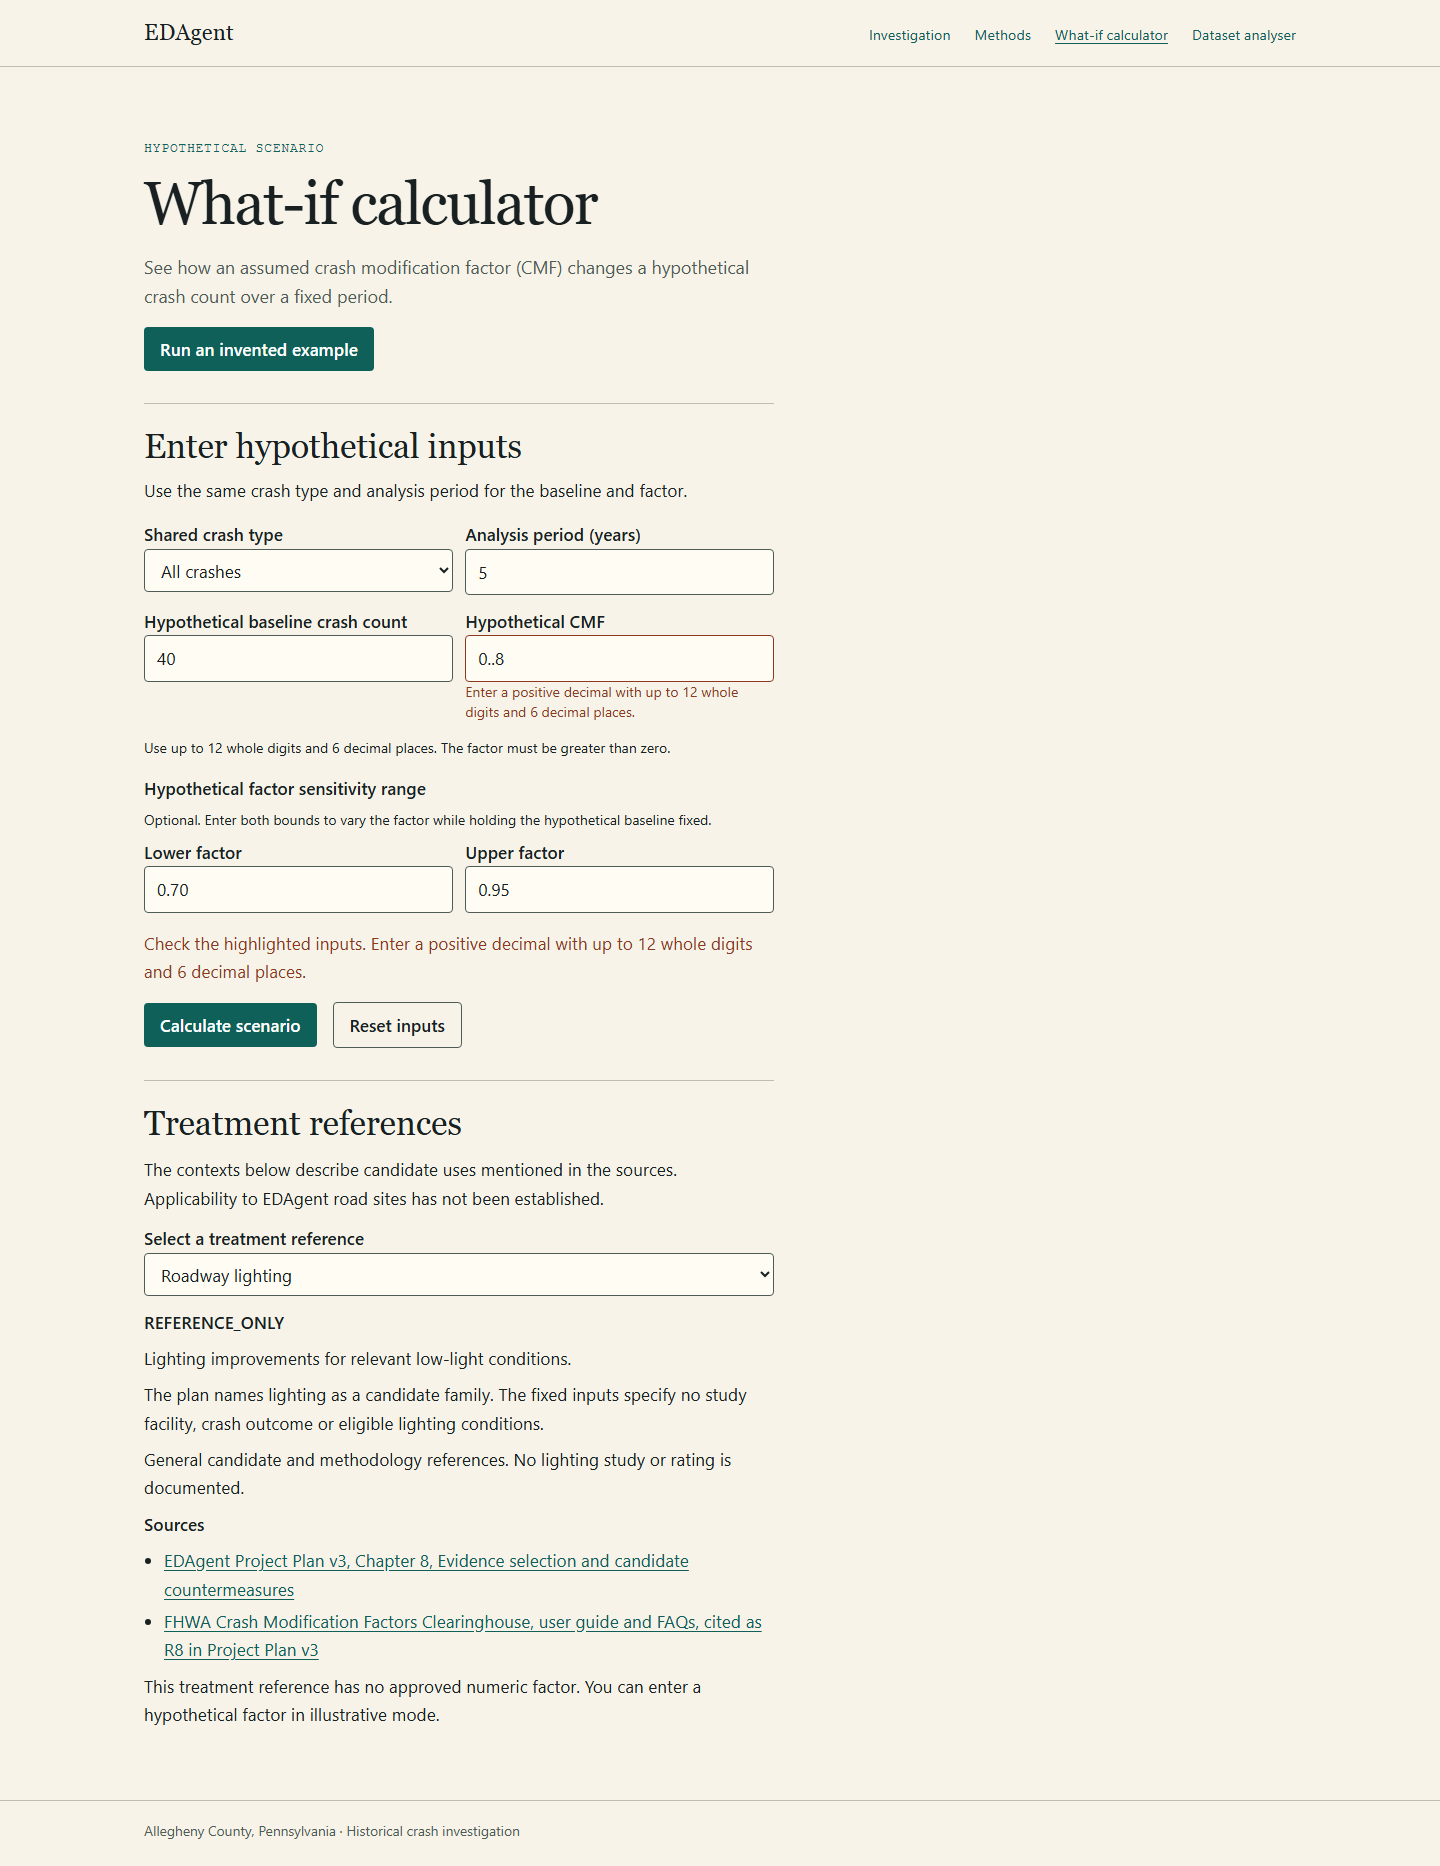 EDAgent
Investigation
Methods
What-if calculator
Dataset analyser
HYPOTHETICAL SCENARIO
What-if calculator
See how an assumed crash modification factor (CMF) changes a hypothetical
crash count over a fixed period.
Run an invented example
Enter hypothetical inputs
Use the same crash type and analysis period for the baseline and factor.
Shared crash type
All crashes
Analysis period (years)
5
Hypothetical baseline crash count
40
Hypothetical CMF
0..8
Enter a positive decimal with up to 12 whole
digits and 6 decimal places.
Use up to 12 whole digits and 6 decimal places. The factor must be greater than zero.
Hypothetical factor sensitivity range
Optional. Enter both bounds to vary the factor while holding the hypothetical baseline fixed.
Lower factor
0.70
Upper factor
0.95
Check the highlighted inputs. Enter a positive decimal with up to 12 whole digits
and 6 decimal places.
Calculate scenario
Reset inputs
Treatment references
The contexts below describe candidate uses mentioned in the sources.
Applicability to EDAgent road sites has not been established.
Select a treatment reference
Roadway lighting
REFERENCE_ONLY
Lighting improvements for relevant low-light conditions.
The plan names lighting as a candidate family. The fixed inputs specify no study
facility, crash outcome or eligible lighting conditions.
General candidate and methodology references. No lighting study or rating is
documented.
Sources
• EDAgent Project Plan v3, Chapter 8, Evidence selection and candidate
countermeasures
• FHWA Crash Modification Factors Clearinghouse, user guide and FAQs, cited as
R8 in Project Plan v3
This treatment reference has no approved numeric factor. You can enter a
hypothetical factor in illustrative mode.
Allegheny County, Pennsylvania · Historical crash investigation